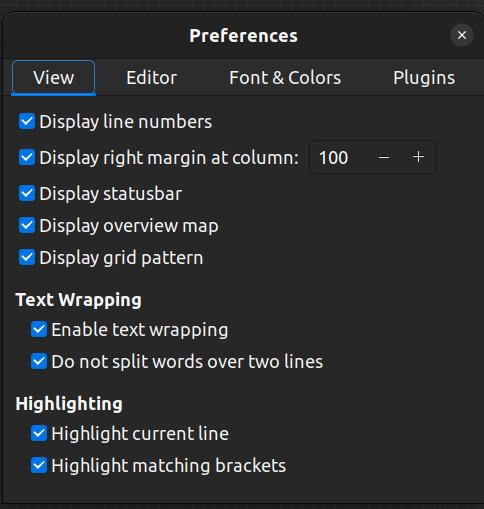 Preferences
View Editor Font & Colors Plugins
Display line numbers
Display right margin at column: 100 − +
Display statusbar
Display overview map
Display grid pattern
Text Wrapping
Enable text wrapping
Do not split words over two lines
Highlighting
Highlight current line
Highlight matching brackets